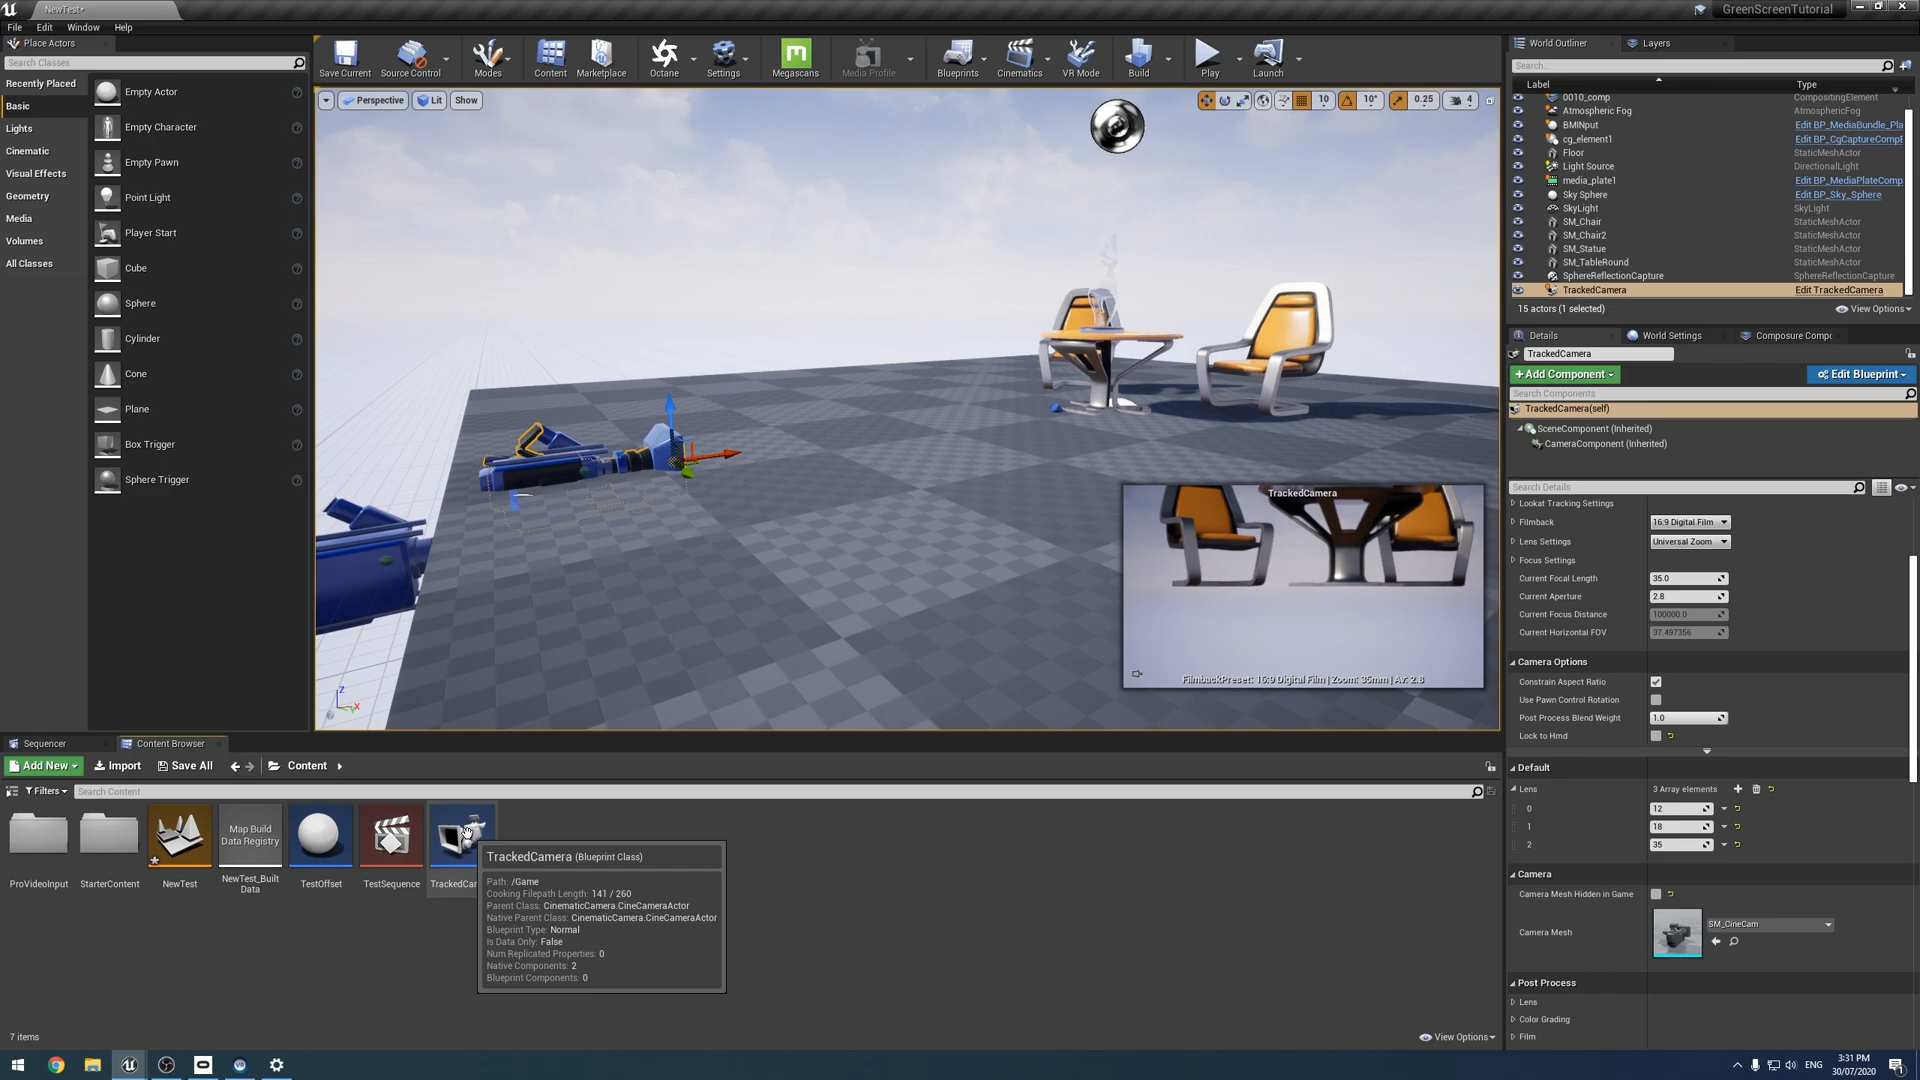 NewTest*
GreenScreenTutorial
File Edit Window Help
Place Actors
Search Classes
Recently Placed
Basic
Lights
Cinematic
Visual Effects
Geometry
Media
Volumes
All Classes
Empty Actor
Empty Character
Empty Pawn
Point Light
Player Start
Cube
Sphere
Cylinder
Cone
Plane
Box Trigger
Sphere Trigger
Save Current Source Control Modes Content Marketplace Octane Settings Megascans Media Profile Blueprints Cinematics VR Mode Build Play Launch
Perspective Lit Show
10 10° 0.25 4
TrackedCamera
FilmbackPreset: 16:9 Digital Film | Zoom: 35mm | Av: 2.8
Z
X
World Outliner Layers
Search...
Label Type
0010_comp CompositingElement
Atmospheric Fog AtmosphericFog
BMINput Edit BP_MediaBundle_Pla
cg_element1 Edit BP_CgCaptureCompE
Floor StaticMeshActor
Light Source DirectionalLight
media_plate1 Edit BP_MediaPlateComp
Sky Sphere Edit BP_Sky_Sphere
SkyLight SkyLight
SM_Chair StaticMeshActor
SM_Chair2 StaticMeshActor
SM_Statue StaticMeshActor
SM_TableRound StaticMeshActor
SphereReflectionCapture SphereReflectionCapture
TrackedCamera Edit TrackedCamera
15 actors (1 selected) View Options
Details World Settings Composure Compc
TrackedCamera
+Add Component Edit Blueprint
Search Components
TrackedCamera(self)
SceneComponent (Inherited)
CameraComponent (Inherited)
Search Details
Lookat Tracking Settings
Filmback 16:9 Digital Film
Lens Settings Universal Zoom
Focus Settings
Current Focal Length 35.0
Current Aperture 2.8
Current Focus Distance 100000.0
Current Horizontal FOV 37.497356
Camera Options
Constrain Aspect Ratio
Use Pawn Control Rotation
Post Process Blend Weight 1.0
Lock to Hmd
Default
Lens 3 Array elements
0 12
1 18
2 35
Camera
Camera Mesh Hidden in Game
Camera Mesh SM_CineCam
Post Process
Lens
Color Grading
Film
Sequencer Content Browser
Add New Import Save All Content
Filters Search Content
Map Build Data Registry
ProVideoInput StarterContent NewTest NewTest_Built Data TestOffset TestSequence TrackedCar
TrackedCamera (Blueprint Class)
Path: /Game
Cooking Filepath Length: 141 / 260
Parent Class: CinematicCamera.CineCameraActor
Native Parent Class: CinematicCamera.CineCameraActor
Blueprint Type: Normal
Is Data Only: False
Num Replicated Properties: 0
Native Components: 2
Blueprint Components: 0
7 items View Options
ENG
3:31 PM
30/07/2020